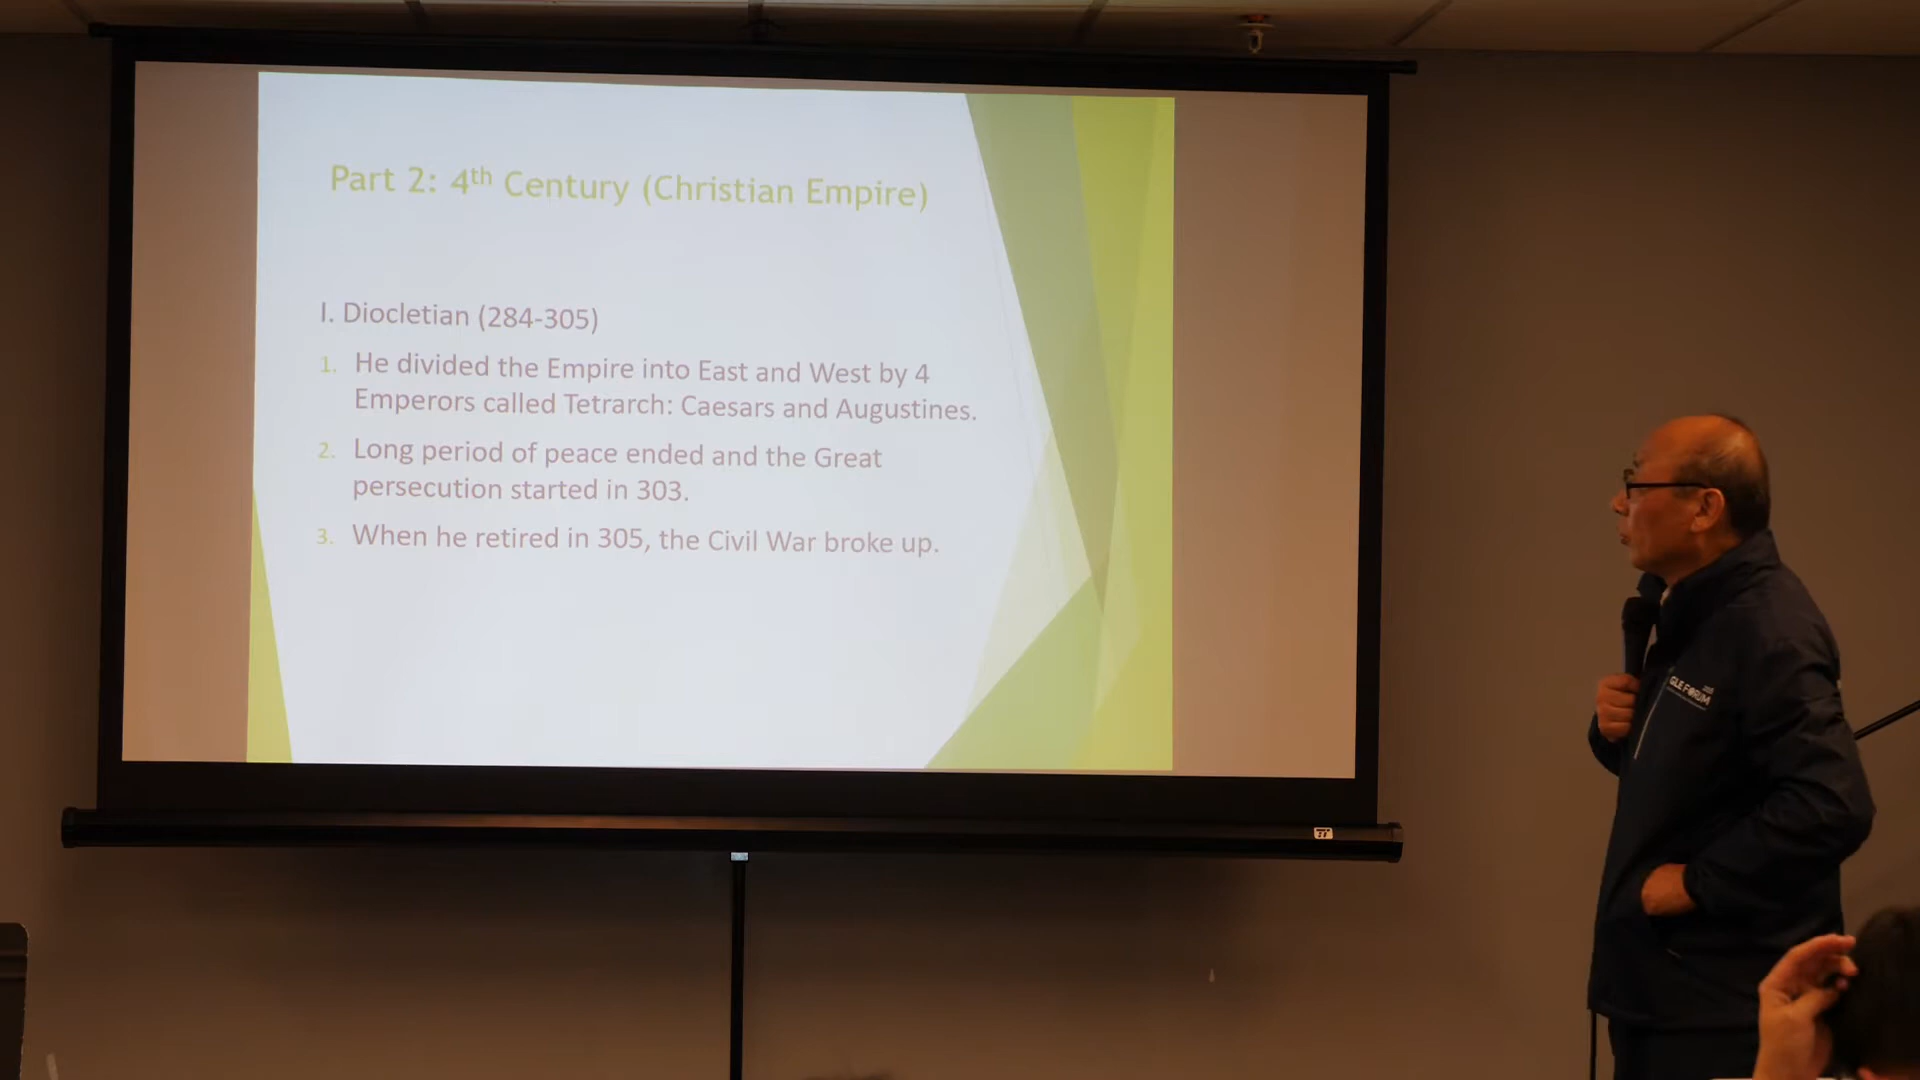 Part 2: 4th Century (Christian Empire)
I. Diocletian (284-305)
1. He divided the Empire into East and West by 4
Emperors called Tetrarch: Caesars and Augustines.
2. Long period of peace ended and the Great
persecution started in 303.
3. When he retired in 305, the Civil War broke up.
GLE FORUM